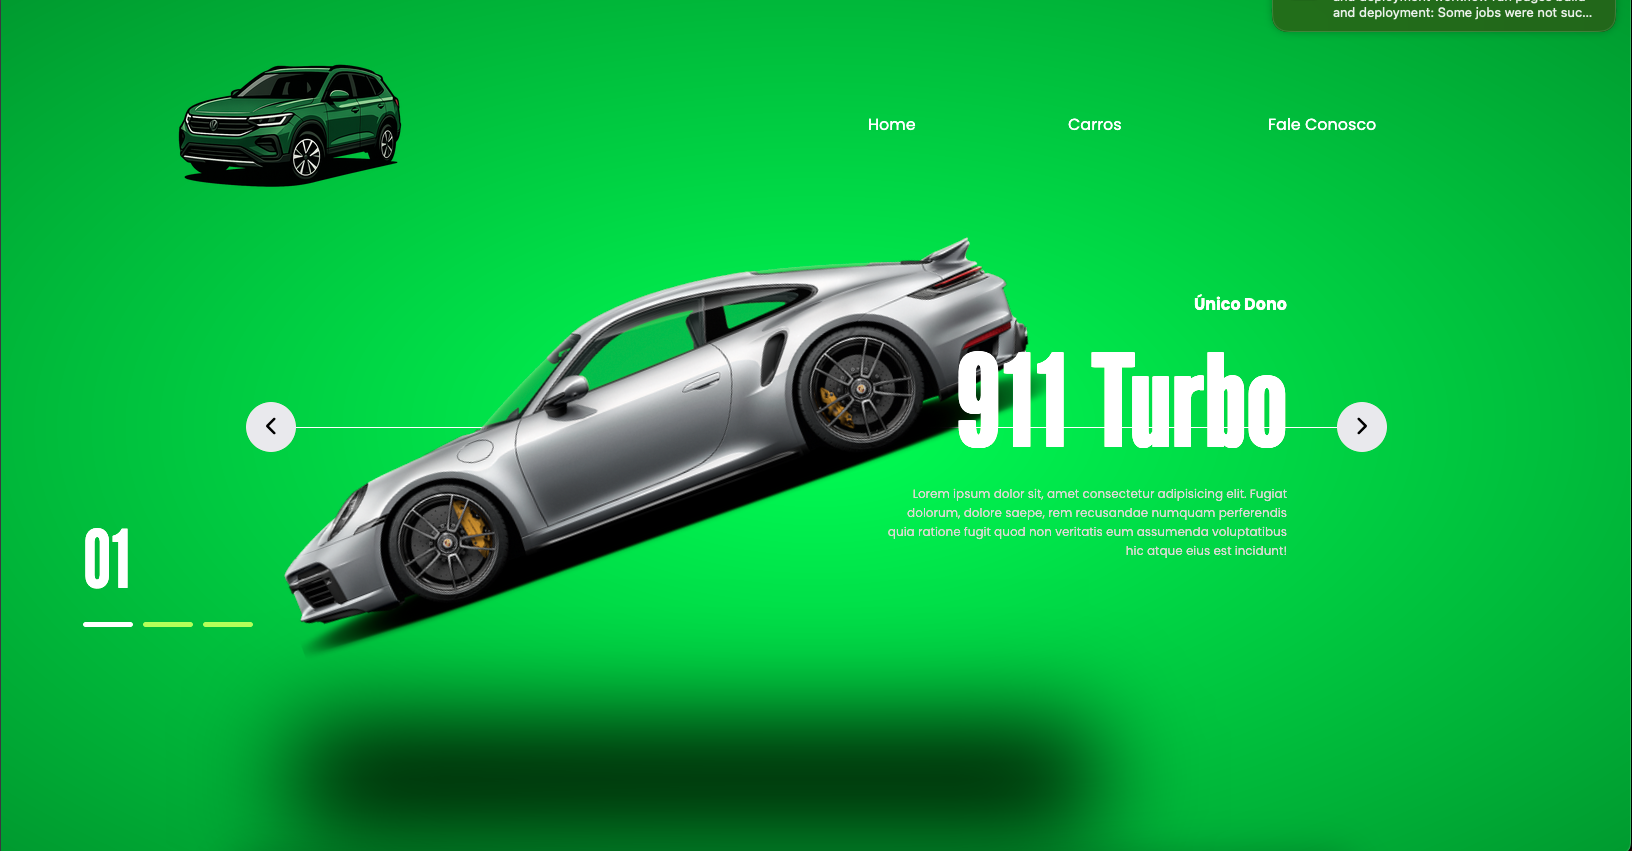 and deployment: Some jobs were not suc...
Home
Carros
Fale Conosco
Único Dono
911 Turbo
Lorem ipsum dolor sit, amet consectetur adipisicing elit. Fugiat
dolorum, dolore saepe, rem recusandae numquam perferendis
quia ratione fugit quod non veritatis eum assumenda voluptatibus
hic atque eius est incidunt!
01